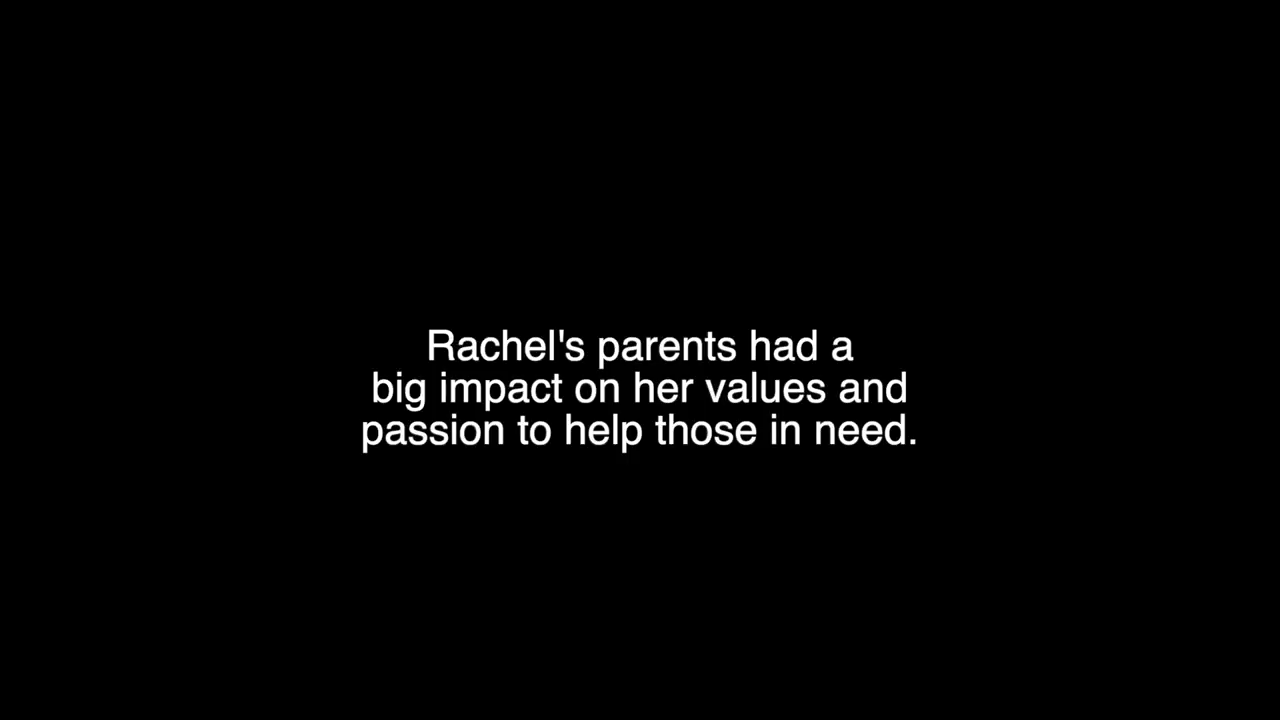 Rachel's parents had a
big impact on her values and
passion to help those in need.